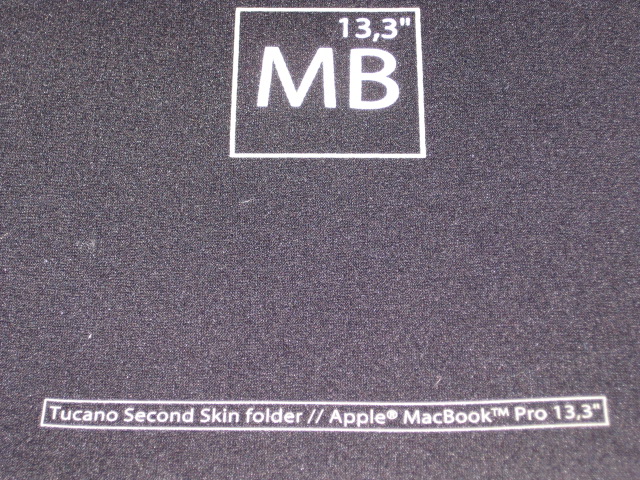 13,3"
MB
Tucano Second Skin folder // Apple® MacBook™ Pro 13,3"